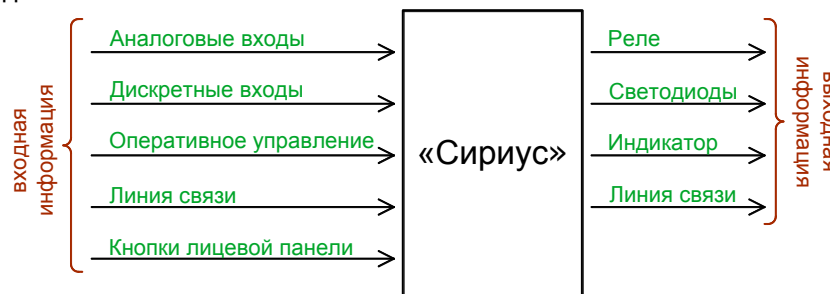 Аналоговые входы
Дискретные входы
Оперативное управление
Линия связи
Кнопки лицевой панели
входная
информация
«Сириус»
Реле
Светодиоды
Индикатор
Линия связи
выходная
информация